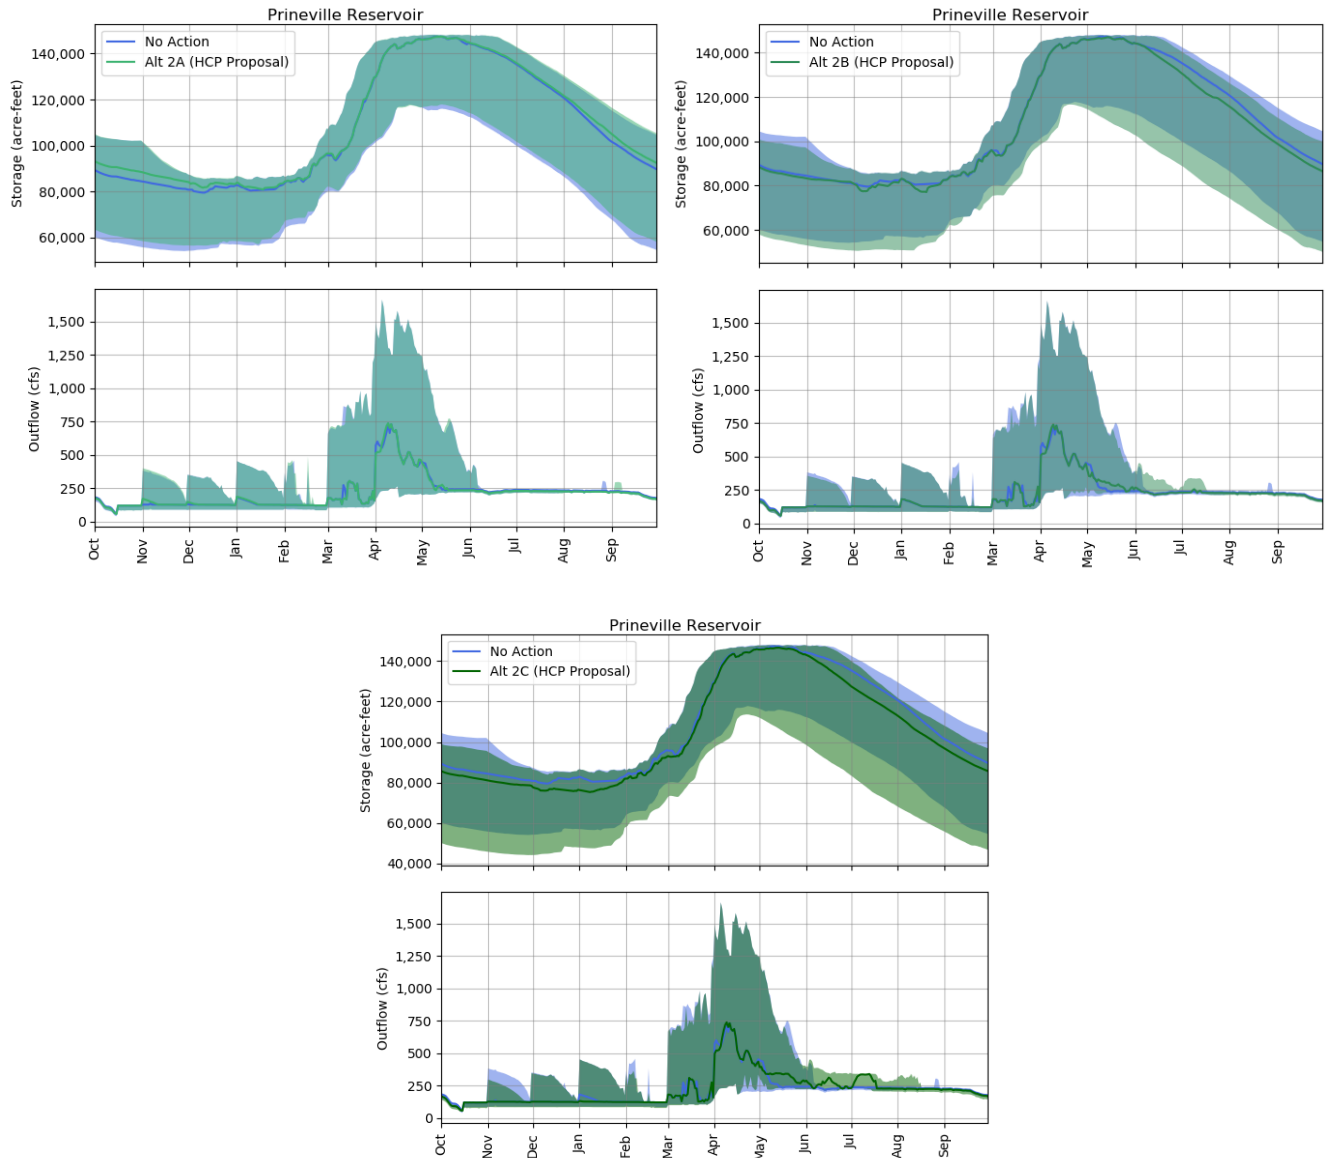 Prineville Reservoir
No Action
Alt 2A (HCP Proposal)
Storage (acre-feet)
140,000
120,000
100,000
80,000
60,000
Outflow (cfs)
1,500
1,250
1,000
750
500
250
0
Oct
Nov
Dec
Jan
Feb
Mar
Apr
May
Jun
Jul
Aug
Sep
Prineville Reservoir
No Action
Alt 2B (HCP Proposal)
Storage (acre-feet)
140,000
120,000
100,000
80,000
60,000
Outflow (cfs)
1,500
1,250
1,000
750
500
250
0
Oct
Nov
Dec
Jan
Feb
Mar
Apr
May
Jun
Jul
Aug
Sep
Prineville Reservoir
No Action
Alt 2C (HCP Proposal)
Storage (acre-feet)
140,000
120,000
100,000
80,000
60,000
40,000
Outflow (cfs)
1,500
1,250
1,000
750
500
250
0
Oct
Nov
Dec
Jan
Feb
Mar
Apr
May
Jun
Jul
Aug
Sep